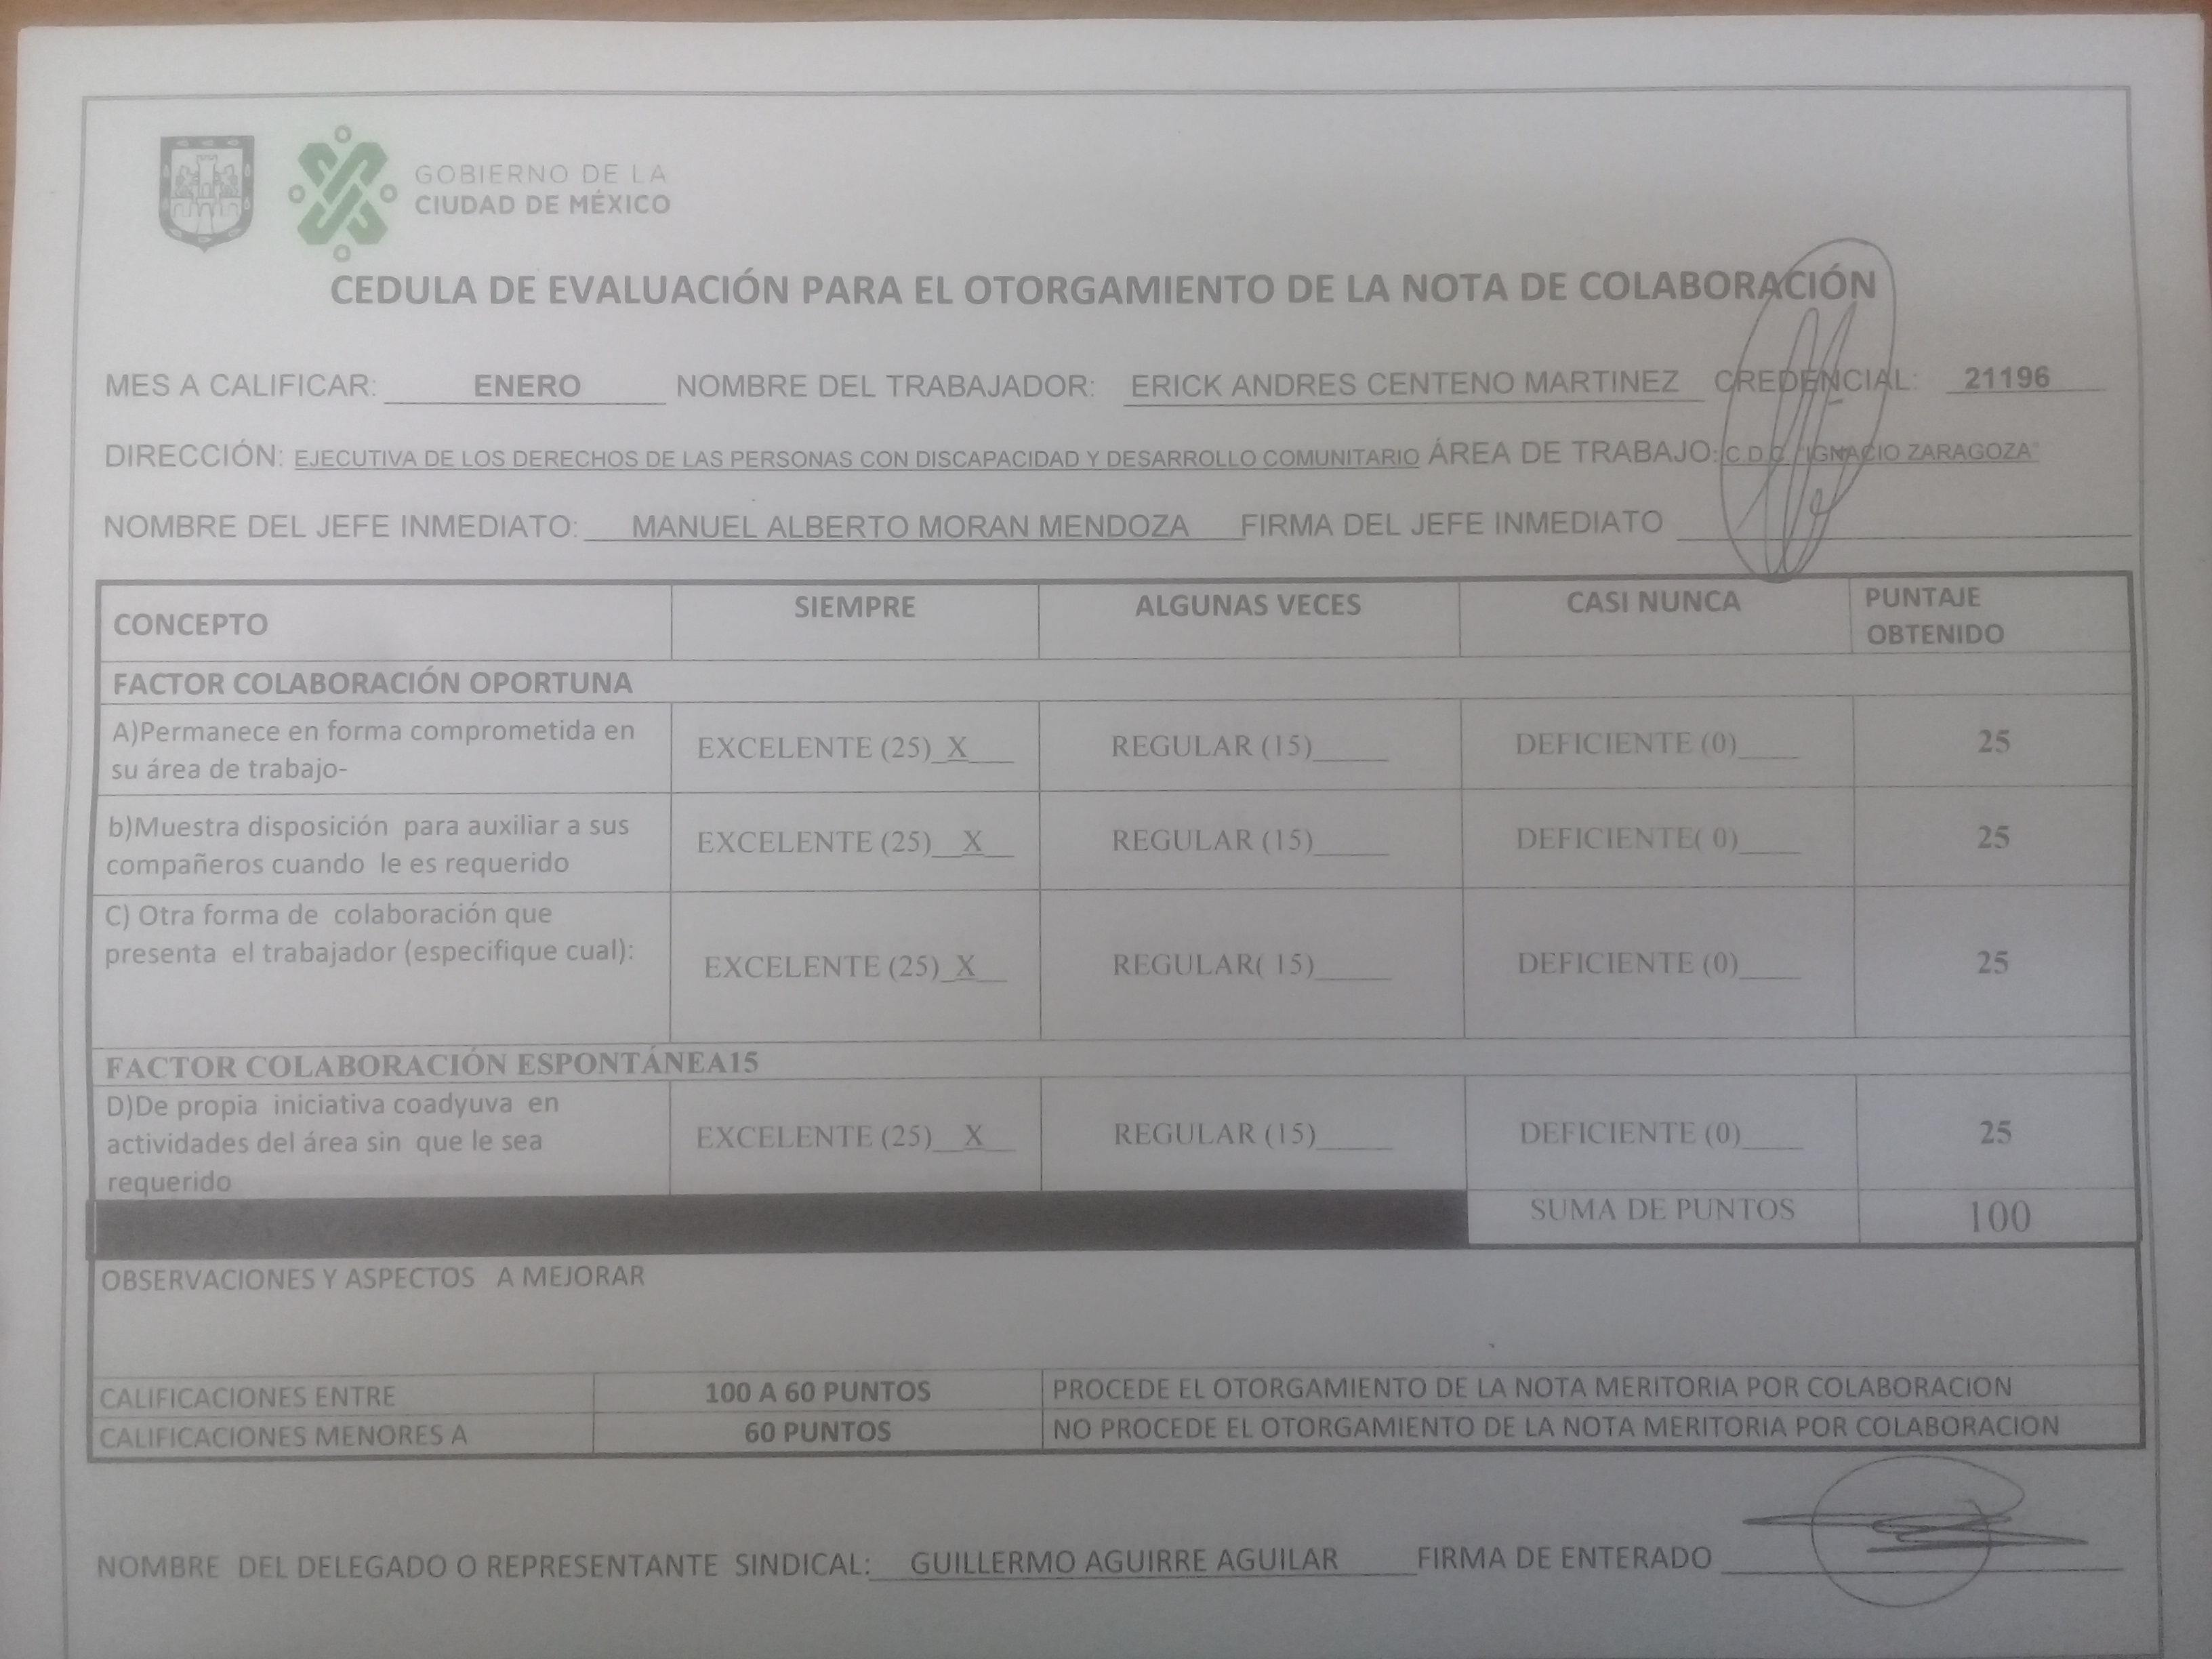 GOBIERNO DE LA
CIUDAD DE MÉXICO
CEDULA DE EVALUACIÓN PARA EL OTORGAMIENTO DE LA NOTA DE COLABORACIÓN
MES A CALIFICAR: ENERO NOMBRE DEL TRABAJADOR: ERICK ANDRES CENTENO MARTINEZ CREDENCIAL: 21196
DIRECCIÓN: EJECUTIVA DE LOS DERECHOS DE LAS PERSONAS CON DISCAPACIDAD Y DESARROLLO COMUNITARIO ÁREA DE TRABAJO: C.D.C. "IGNACIO ZARAGOZA"
NOMBRE DEL JEFE INMEDIATO: MANUEL ALBERTO MORAN MENDOZA FIRMA DEL JEFE INMEDIATO
CONCEPTO SIEMPRE ALGUNAS VECES CASI NUNCA PUNTAJE
OBTENIDO
FACTOR COLABORACIÓN OPORTUNA
A)Permanece en forma comprometida en
su área de trabajo-
EXCELENTE (25)_X___ REGULAR (15)_____ DEFICIENTE (0)____ 25
b)Muestra disposición para auxiliar a sus
compañeros cuando le es requerido
EXCELENTE (25)__X__ REGULAR (15)_____ DEFICIENTE( 0)____ 25
C) Otra forma de colaboración que
presenta el trabajador (especifique cual):
EXCELENTE (25)_X__ REGULAR( 15)_____ DEFICIENTE (0)____ 25
FACTOR COLABORACIÓN ESPONTÁNEA15
D)De propia iniciativa coadyuva en
actividades del área sin que le sea
requerido
EXCELENTE (25)__X__ REGULAR (15)_____ DEFICIENTE (0)____ 25
SUMA DE PUNTOS 100
OBSERVACIONES Y ASPECTOS A MEJORAR
CALIFICACIONES ENTRE 100 A 60 PUNTOS PROCEDE EL OTORGAMIENTO DE LA NOTA MERITORIA POR COLABORACION
CALIFICACIONES MENORES A 60 PUNTOS NO PROCEDE EL OTORGAMIENTO DE LA NOTA MERITORIA POR COLABORACION
NOMBRE DEL DELEGADO O REPRESENTANTE SINDICAL: GUILLERMO AGUIRRE AGUILAR FIRMA DE ENTERADO